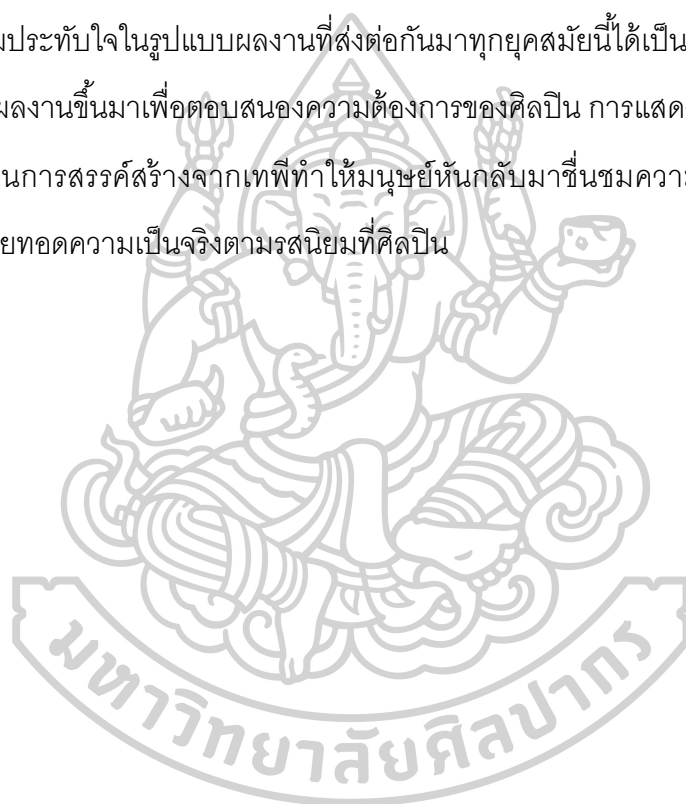 ประทับใจในรูปแบบผลงานที่ส่งต่อกันมาทุกยุคสมัยนี้ได้เป็น
ผลงานขึ้นมาเพื่อตอบสนองความต้องการของศิลปิน การแสด
นการสรรค์สร้างจากเทพีทำให้มนุษย์หันกลับมาชื่นชมควา
ยทอดความเป็นจริงตามรสนิยมที่ศิลปิน
มหาวิทยาลัยศิลปากร